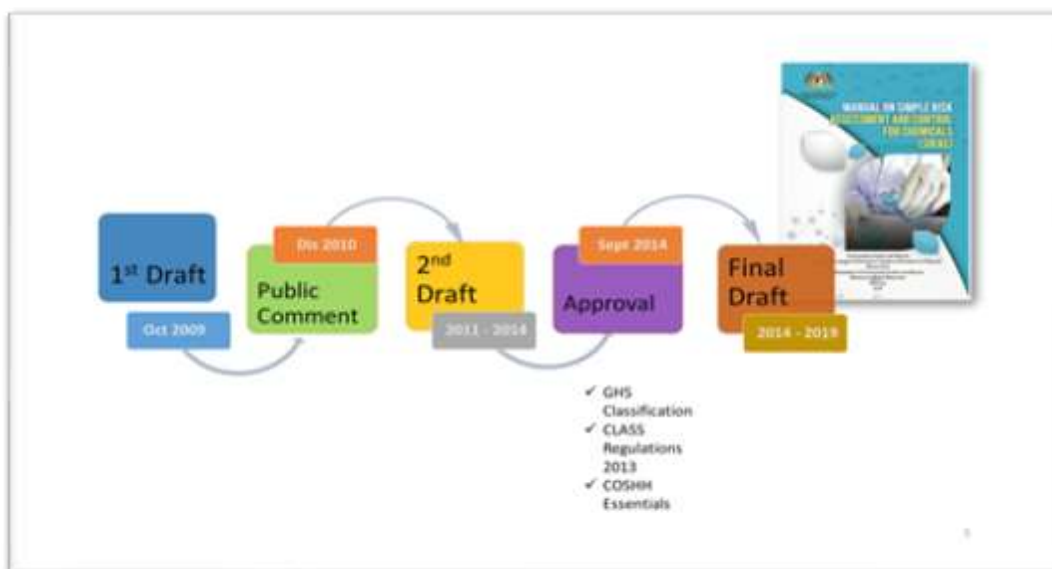 MANUAL ON SIMPLE RISK
ASSESSMENT AND CONTROL
FOR CHEMICALS
1st Draft
Oct 2009
Dis 2010
Public
Comment
2nd
Draft
2011 - 2014
Sept 2014
Approval
Final
Draft
2014 - 2019
✓ GHS
Classification
✓ CLASS
Regulations
2013
✓ COSHH
Essentials